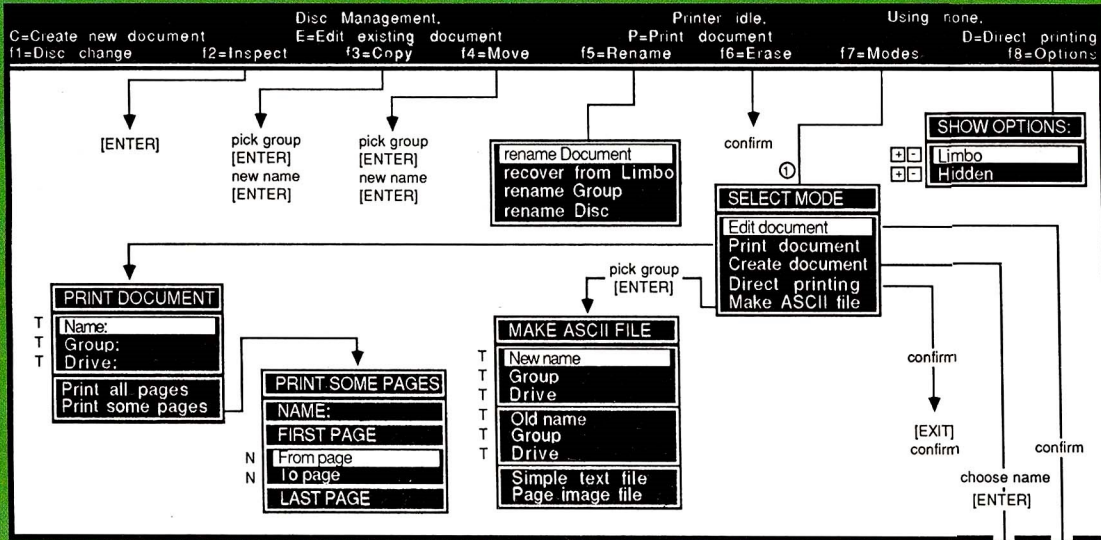 Disc Management. Printer idle. Using none.
C=Create new document E=Edit existing document P=Print document D=Direct printing
f1=Disc change f2=Inspect f3=Copy f4=Move f5=Rename f6=Erase f7=Modes f8=Options
[ENTER]
pick group
[ENTER]
new name
[ENTER]
pick group
[ENTER]
new name
[ENTER]
rename Document
recover from Limbo
rename Group
rename Disc
confirm
1
SELECT MODE
Edit document
Print document
Create document
Direct printing
Make ASCII file
SHOW OPTIONS:
+ - Limbo
+ - Hidden
PRINT DOCUMENT
T Name:
T Group:
T Drive:
Print all pages
Print some pages
PRINT SOME PAGES
NAME:
FIRST PAGE
N From page
N To page
LAST PAGE
pick group
[ENTER]
MAKE ASCII FILE
T New name
T Group
T Drive
T Old name
T Group
T Drive
Simple text file
Page image file
confirm
[EXIT]
confirm
choose name
[ENTER]
confirm